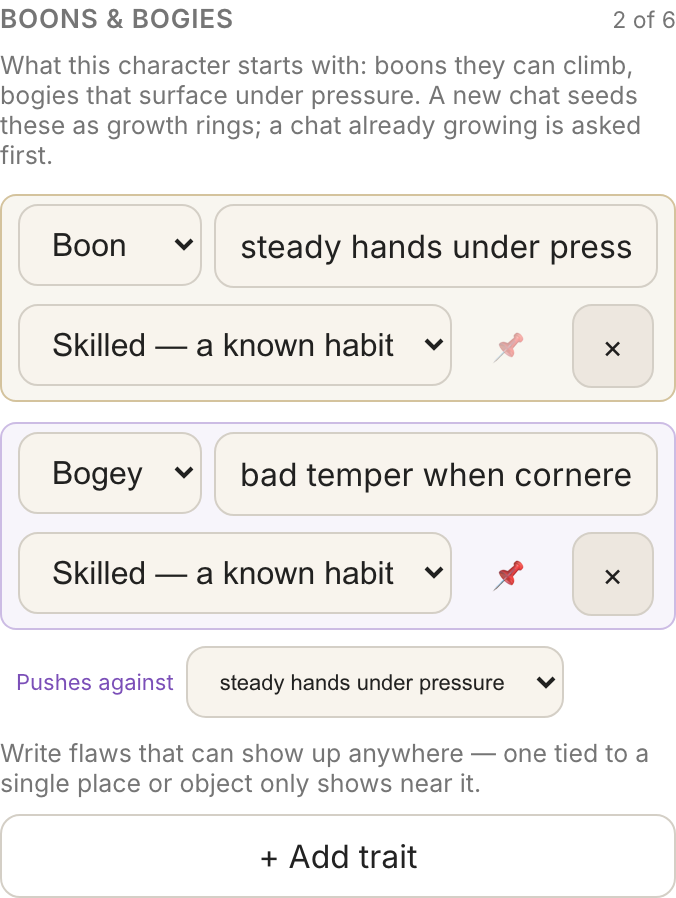 BOONS & BOGIES
2 of 6
What this character starts with: boons they can climb,
bogies that surface under pressure. A new chat seeds
these as growth rings; a chat already growing is asked
first.
Boon
steady hands under press
Skilled — a known habit
×
Bogey
bad temper when cornere
Skilled — a known habit
×
Pushes against
steady hands under pressure
Write flaws that can show up anywhere — one tied to a
single place or object only shows near it.
+ Add trait